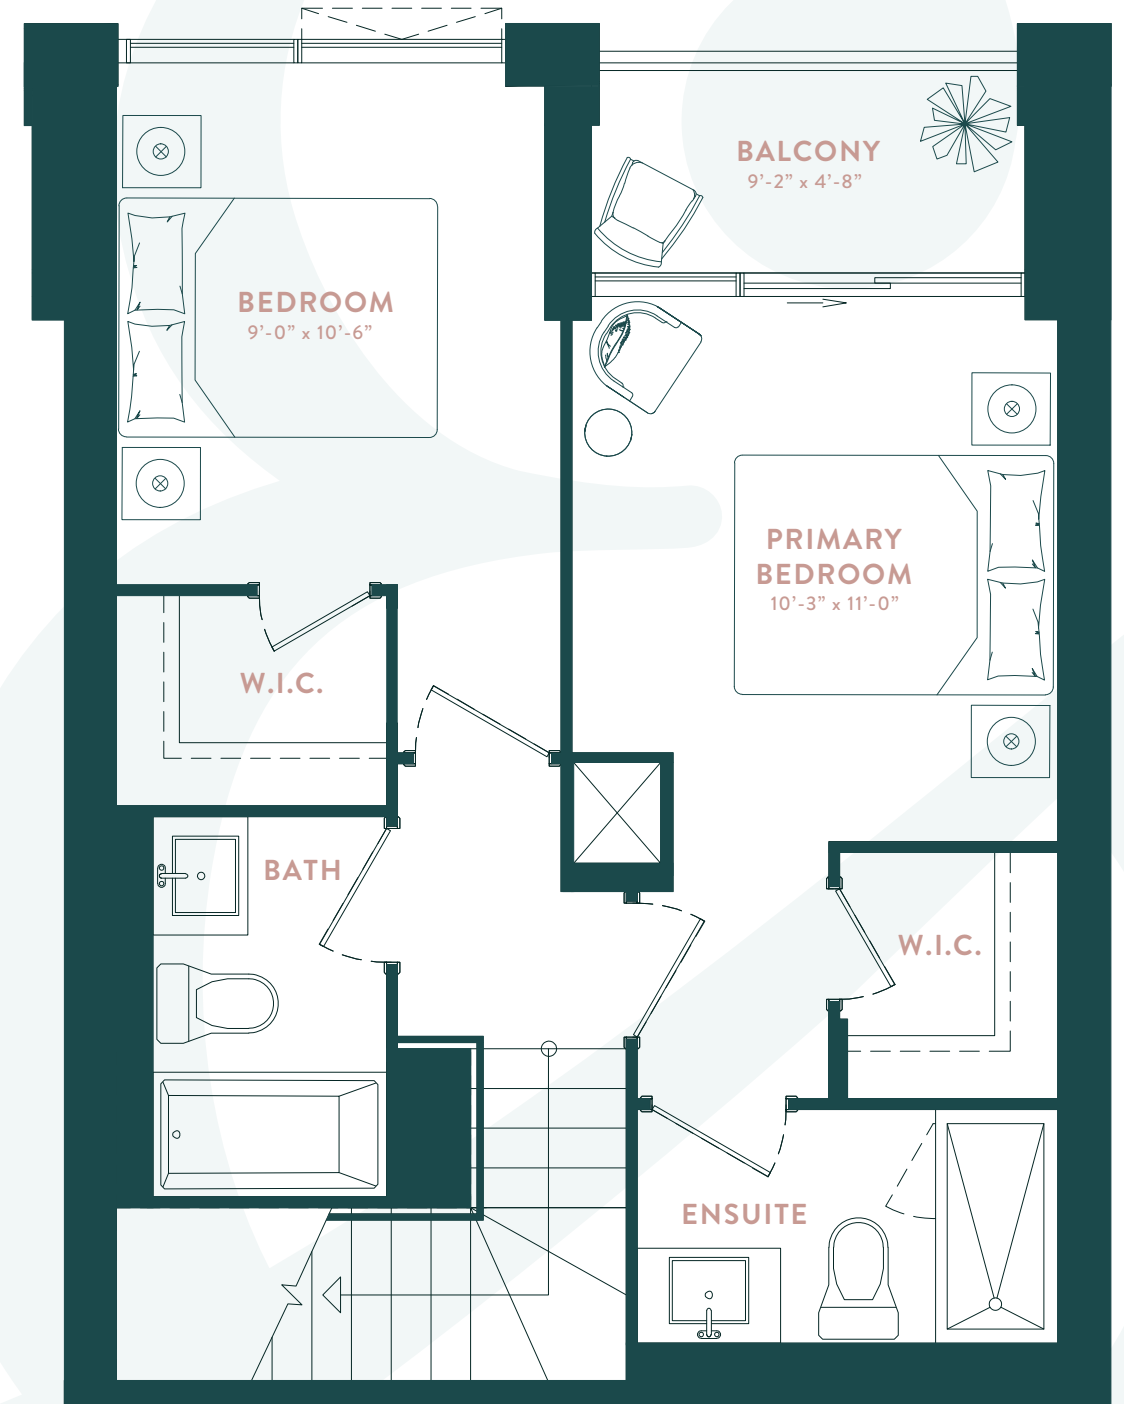 BALCONY
9’-2” x 4’-8”
BEDROOM
9’-0” x 10’-6”
PRIMARY
BEDROOM
10’-3” x 11’-0”
W.I.C.
BATH
W.I.C.
ENSUITE